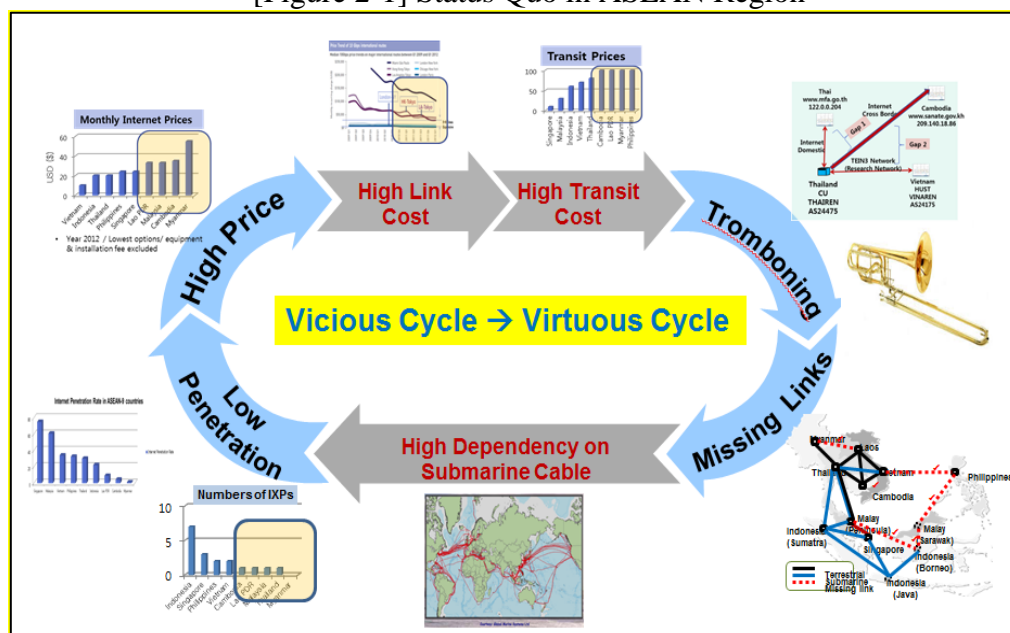 [Figure 2-1] Status Quo in ASEAN Region
Transit Prices
100
50
0
Singapore
Malaysia
Indonesia
Vietnam
Thailand
Cambodia
Lao PDR
Myanmar
Philippines
Thai
www.mfa.go.th
122.0.0.204
Internet
Cross Border
Cambodia
www.sanate.gov.kh
209.140.18.86
Gap 1
Gap 2
Internet
Domestic
TEIN3 Network
(Research Network)
Thailand
CU
THAIREN
AS24475
Vietnam
HUST
VINAREN
AS24175
Monthly Internet Prices
USD [$]
60
40
20
0
Vietnam
Indonesia
Thailand
Philippines
Singapore
Lao PDR
Malaysia
Cambodia
Myanmar
• Year 2012 / Lowest options/ equipment
& installation fee excluded
High Price
High Link
Cost
High Transit
Cost
Tromboning
Vicious Cycle → Virtuous Cycle
Missing Links
High Dependency on
Submarine Cable
Low
Penetration
Internet Penetration Rate in ASEAN-9 countries
Numbers of IXPs
10
5
0
Indonesia
Singapore
Philippines
Vietnam
Cambodia
Lao PDR
Malaysia
Thailand
Myanmar
Myanmar
Laos
Thailand
Vietnam
Philippines
Cambodia
Malay
(Peninsula)
Malay
(Sarawak)
Indonesia
(Sumatra)
Singapore
Indonesia
(Borneo)
Indonesia
(Java)
Terrestrial
Submarine
Missing link